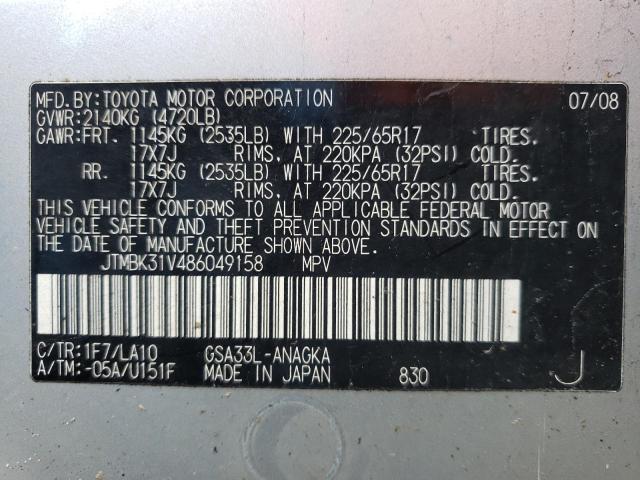 MFD.BY:TOYOTA MOTOR CORPORATION 07/08
GVWR:2140KG (4720LB)
GAWR:FRT. 1145KG (2535LB) WITH 225/65R17 TIRES.
17X7J RIMS, AT 220KPA (32PSI) COLD.
RR. 1145KG (2535LB) WITH 225/65R17 TIRES.
17X7J RIMS, AT 220KPA (32PSI) COLD.
THIS VEHICLE CONFORMS TO ALL APPLICABLE FEDERAL MOTOR
VEHICLE SAFETY AND THEFT PREVENTION STANDARDS IN EFFECT ON
THE DATE OF MANUFACTURE SHOWN ABOVE.
JTMBK31V486049158 MPV
C/TR:1F7/LA10 GSA33L-ANAGKA
A/TM:-05A/U151F MADE IN JAPAN 830 J